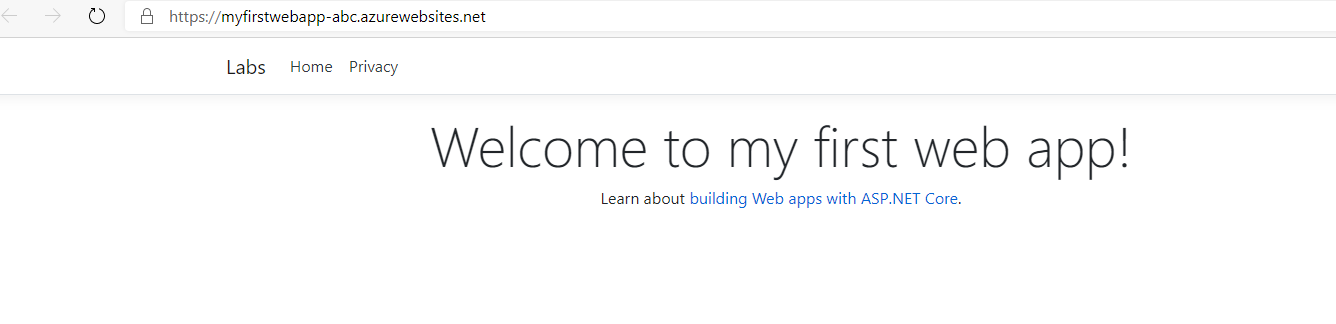 https://myfirstwebapp-abc.azurewebsites.net
Labs Home Privacy
Welcome to my first web app!
Learn about building Web apps with ASP.NET Core.